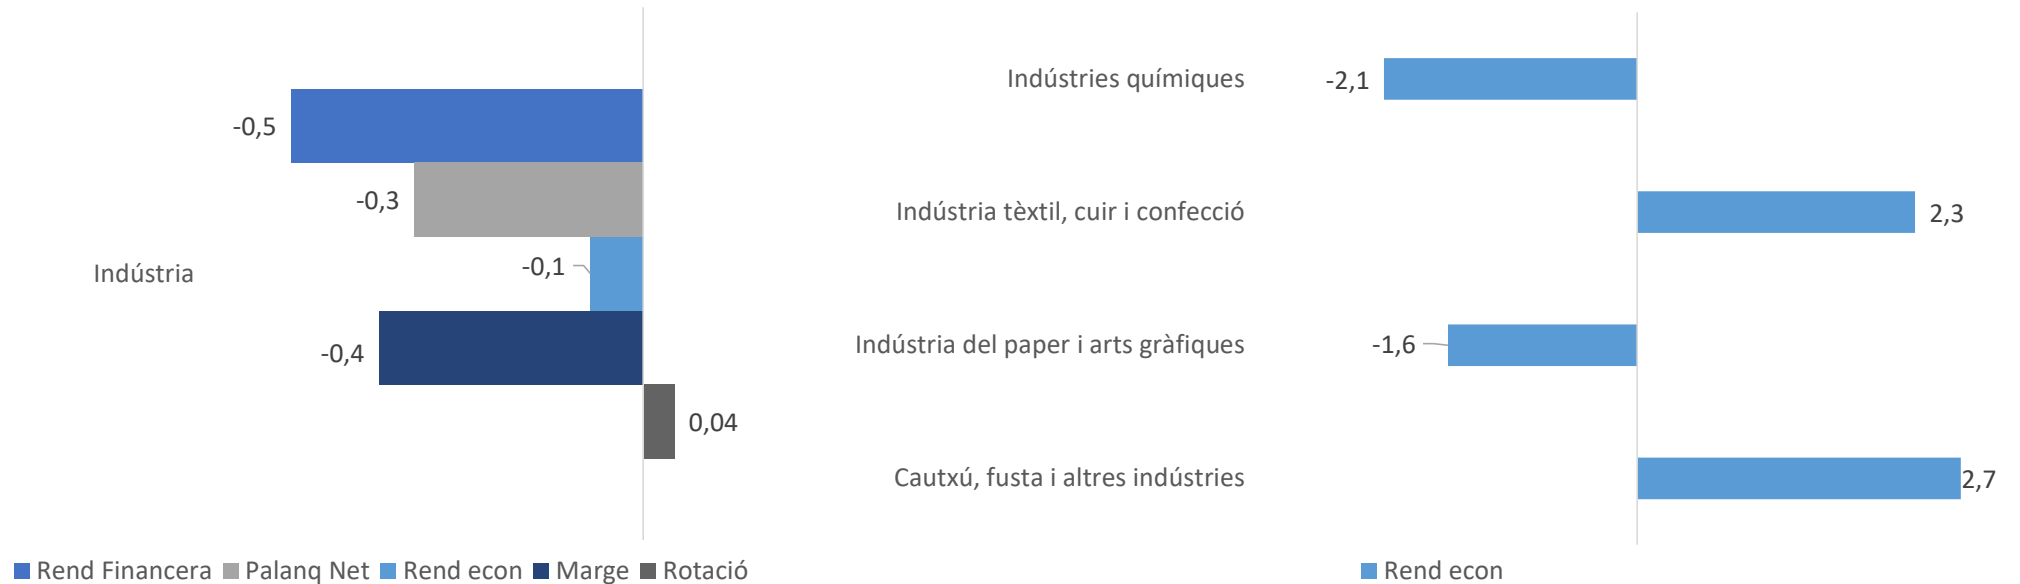 -0,5
-0,3
-0,1
Indústria
-0,4
0,04
Rend Financera Palanq Net Rend econ Marge Rotació
Indústries químiques -2,1
Indústria tèxtil, cuir i confecció 2,3
Indústria del paper i arts gràfiques -1,6
Cautxú, fusta i altres indústries 2,7
Rend econ